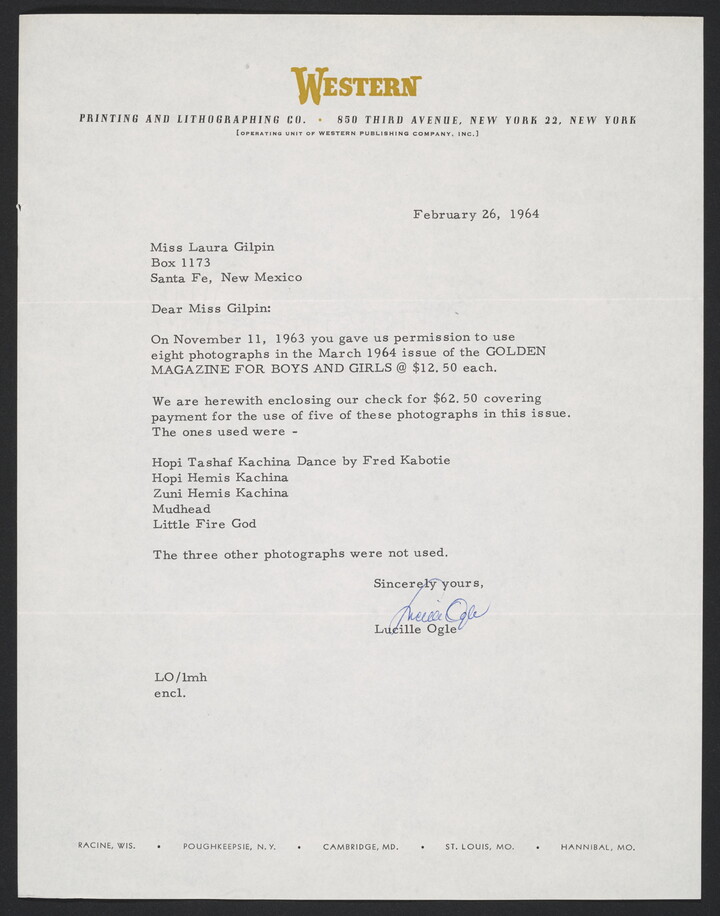 WESTERN
PRINTING AND LITHOGRAPHING CO. • 850 THIRD AVENUE, NEW YORK 22, NEW YORK
[OPERATING UNIT OF WESTERN PUBLISHING COMPANY, INC.]
February 26, 1964
Miss Laura Gilpin
Box 1173
Santa Fe, New Mexico
Dear Miss Gilpin:
On November 11, 1963 you gave us permission to use
eight photographs in the March 1964 issue of the GOLDEN
MAGAZINE FOR BOYS AND GIRLS @ $12.50 each.
We are herewith enclosing our check for $62.50 covering
payment for the use of five of these photographs in this issue.
The ones used were -
Hopi Tashaf Kachina Dance by Fred Kabotie
Hopi Hemis Kachina
Zuni Hemis Kachina
Mudhead
Little Fire God
The three other photographs were not used.
Sincerely yours,
Lucille Ogle
Lucille Ogle
LO/lmh
encl.
RACINE, WIS. • POUGHKEEPSIE, N.Y. • CAMBRIDGE, MD. • ST. LOUIS, MO. • HANNIBAL, MO.